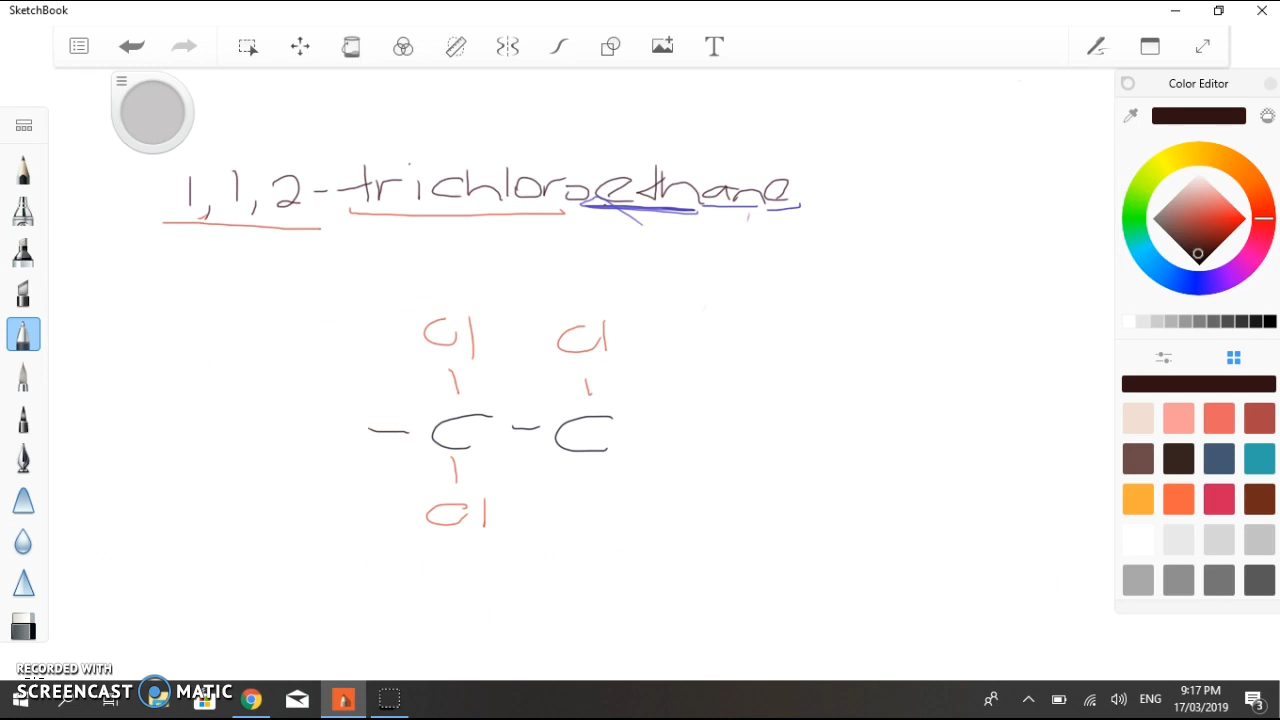 SketchBook
T
Color Editor
1,1,2-trichloroethane
Cl Cl
C - C
Cl
RECORDED WITH
SCREENCAST MATIC
ENG
9:17 PM
17/03/2019
3